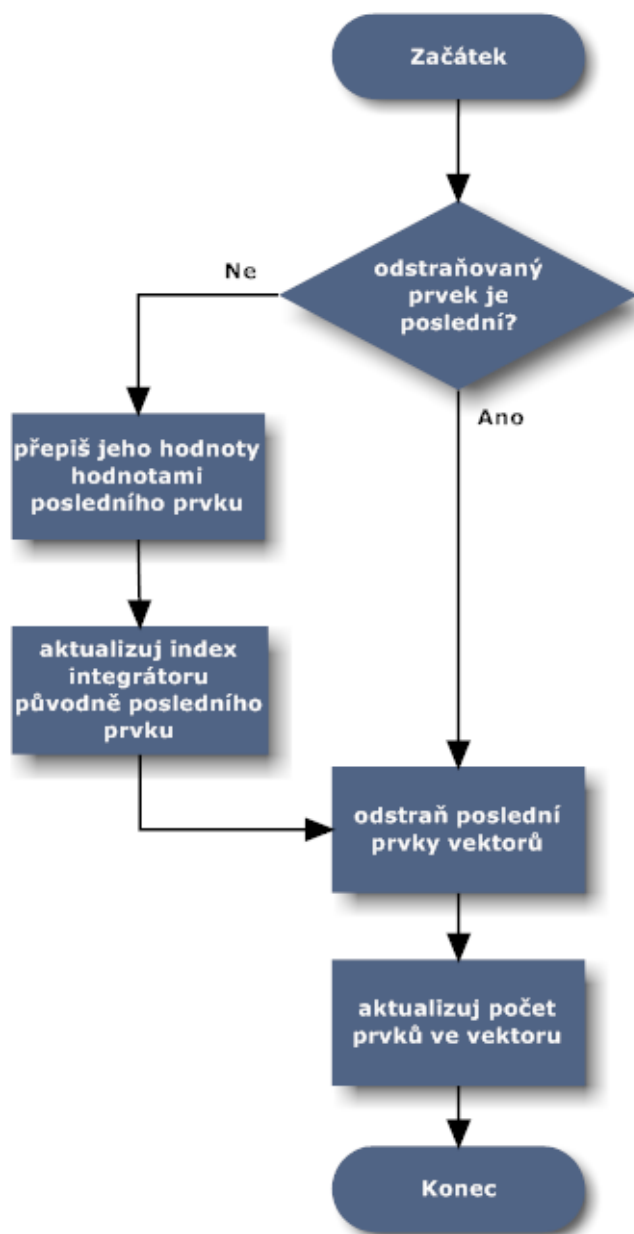 Začátek
odstraňovaný
prvek je
poslední?
Ne
Ano
přepiš jeho hodnoty
hodnotami
posledního prvku
aktualizuj index
integrátoru
původně posledního
prvku
odstraň poslední
prvky vektorů
aktualizuj počet
prvků ve vektoru
Konec